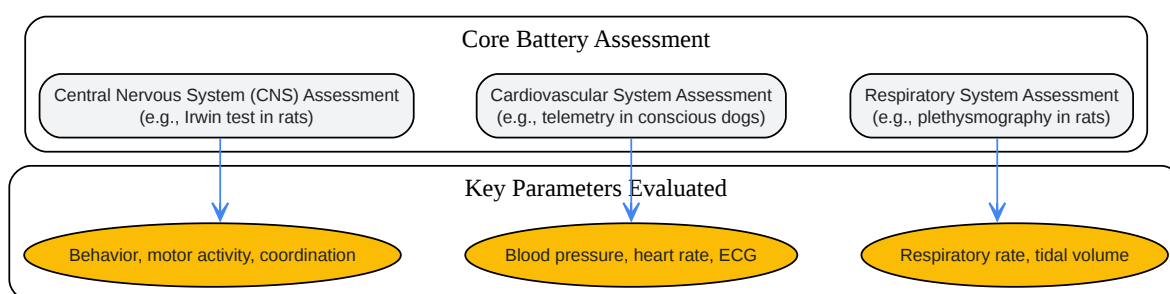 Core Battery Assessment
Central Nervous System (CNS) Assessment
(e.g., Irwin test in rats)
Cardiovascular System Assessment
(e.g., telemetry in conscious dogs)
Respiratory System Assessment
(e.g., plethysmography in rats)
Key Parameters Evaluated
Behavior, motor activity, coordination
Blood pressure, heart rate, ECG
Respiratory rate, tidal volume